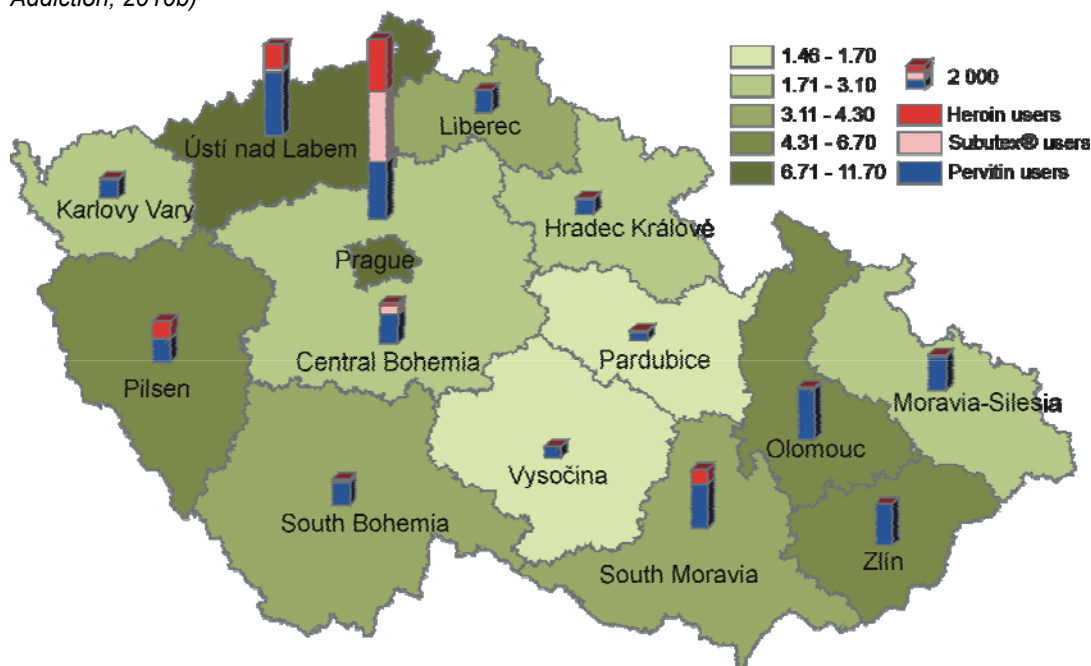 Addiction, 2010b)
1.46 - 1.70
1.71 - 3.10
3.11 - 4.30
4.31 - 6.70
6.71 - 11.70
2 000
Heroin users
Subutex® users
Pervitin users
Liberec
Ústí nad Labem
Karlovy Vary
Hradec Králové
Prague
Central Bohemia
Pardubice
Pilsen
Moravia-Silesia
Olomouc
Vysočina
South Bohemia
Zlín
South Moravia